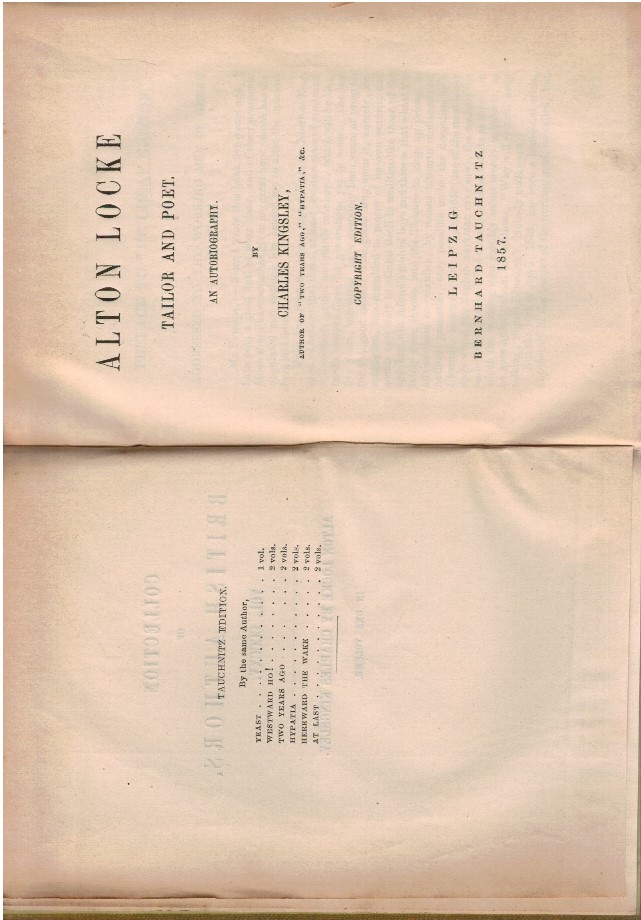 TAUCHNITZ EDITION.
By the same Author,
YEAST . . . . . . . . . . 1 vol.
WESTWARD HO! . . . . . . . 2 vols.
TWO YEARS AGO . . . . . . 2 vols.
HYPATIA . . . . . . . . . 2 vols.
HEREWARD THE WAKE . . . . . 2 vols.
AT LAST . . . . . . . . . 2 vols.
ALTON LOCKE
TAILOR AND POET.
AN AUTOBIOGRAPHY.
BY
CHARLES KINGSLEY,
AUTHOR OF "TWO YEARS AGO," "HYPATIA," &c.
COPYRIGHT EDITION.
LEIPZIG
BERNHARD TAUCHNITZ
1857.